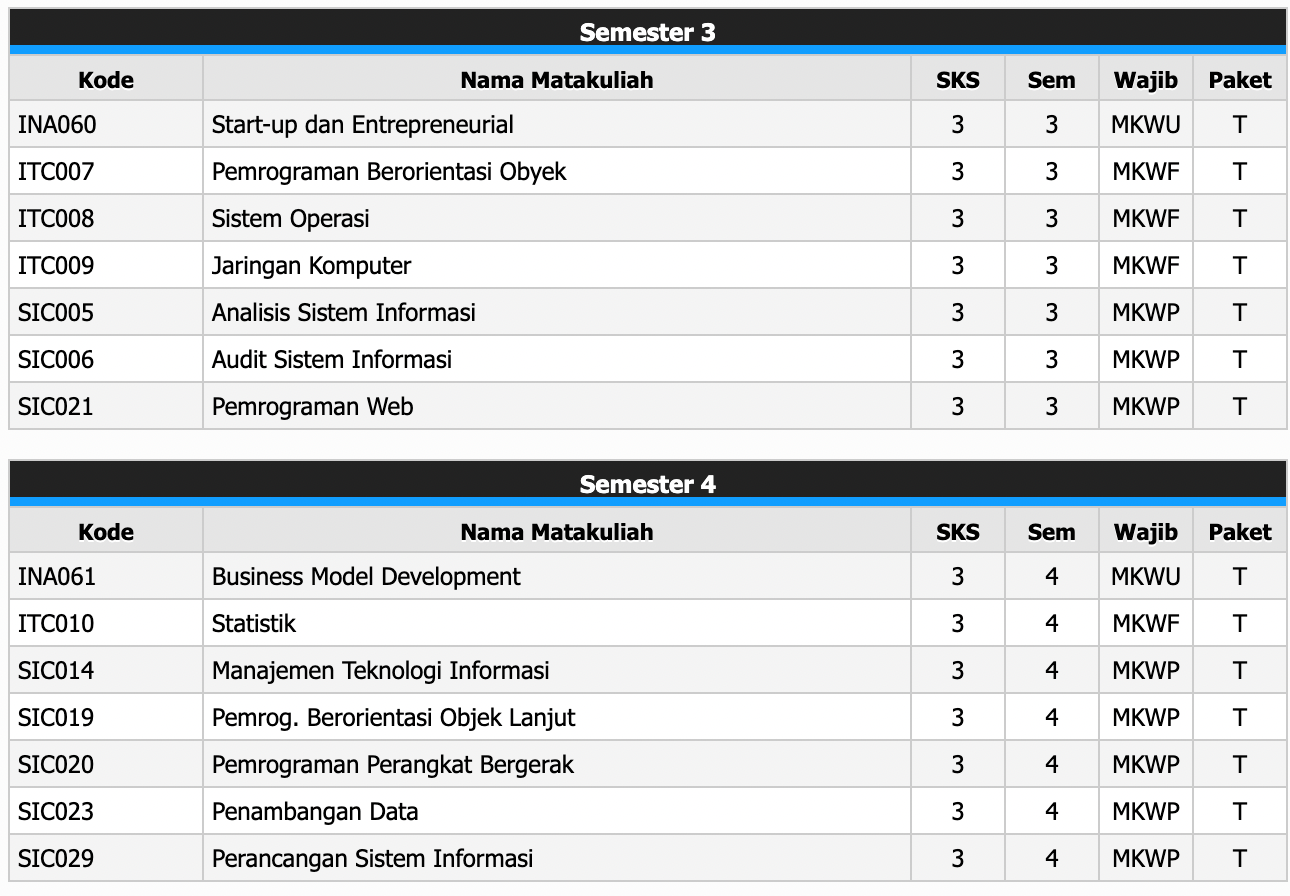 Semester 3
Kode Nama Matakuliah SKS Sem Wajib Paket
INA060 Start-up dan Entrepreneurial 3 3 MKWU T
ITC007 Pemrograman Berorientasi Obyek 3 3 MKWF T
ITC008 Sistem Operasi 3 3 MKWF T
ITC009 Jaringan Komputer 3 3 MKWF T
SIC005 Analisis Sistem Informasi 3 3 MKWP T
SIC006 Audit Sistem Informasi 3 3 MKWP T
SIC021 Pemrograman Web 3 3 MKWP T
Semester 4
Kode Nama Matakuliah SKS Sem Wajib Paket
INA061 Business Model Development 3 4 MKWU T
ITC010 Statistik 3 4 MKWF T
SIC014 Manajemen Teknologi Informasi 3 4 MKWP T
SIC019 Pemrog. Berorientasi Objek Lanjut 3 4 MKWP T
SIC020 Pemrograman Perangkat Bergerak 3 4 MKWP T
SIC023 Penambangan Data 3 4 MKWP T
SIC029 Perancangan Sistem Informasi 3 4 MKWP T